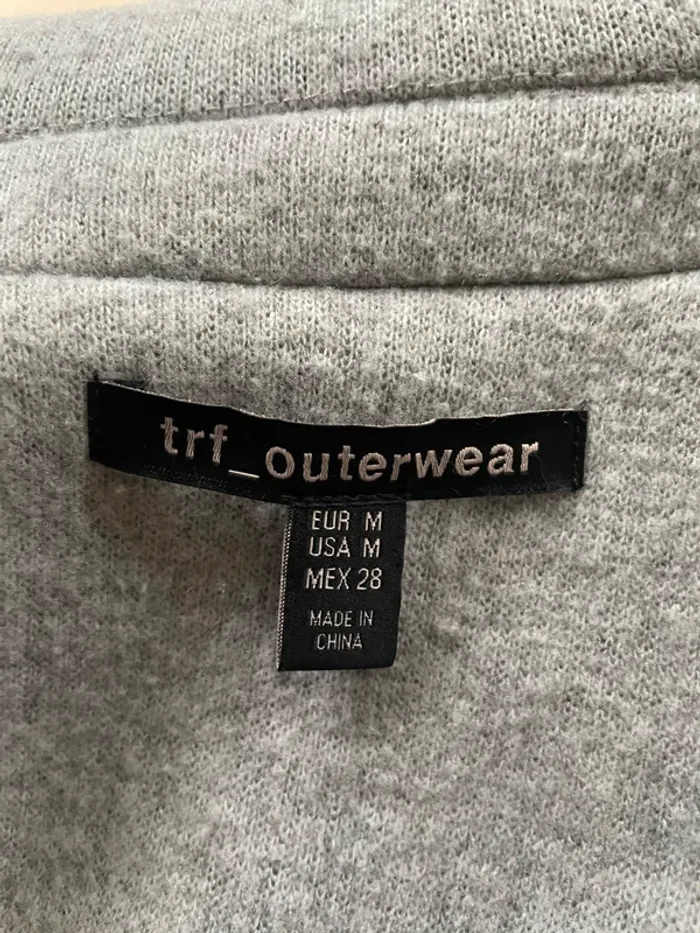 trf_outerwear
EUR M
USA M
MEX 28
MADE IN
CHINA